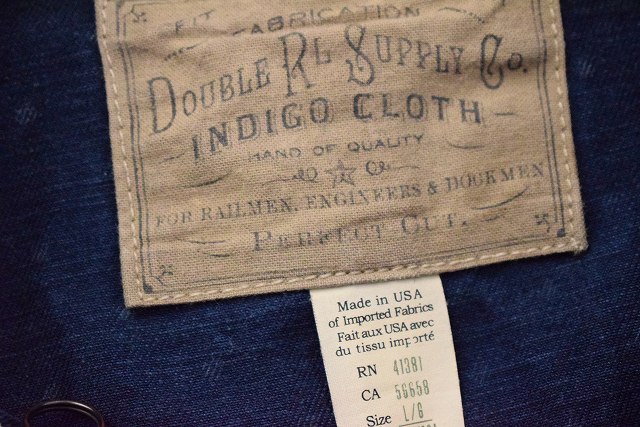 FIT
FABRICATION
DOUBLE RL SUPPLY CO.
INDIGO CLOTH
HAND OF QUALITY
FOR RAILMEN, ENGINEERS & DOCKMEN
PERFECT CUT.
Made in USA
of Imported Fabrics
Fait aux USA avec
du tissu importé
RN 41381
CA 56658
Size L/G